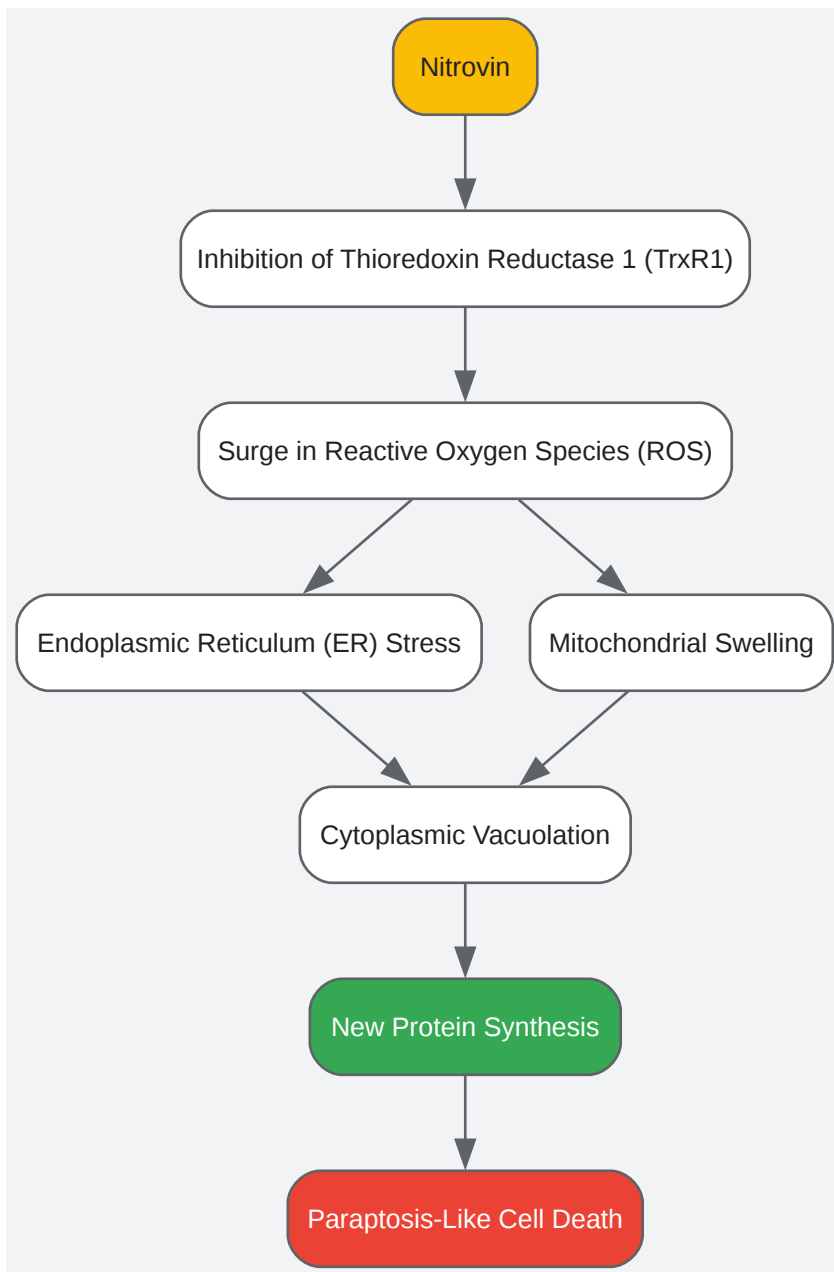 Nitrovin
Inhibition of Thioredoxin Reductase 1 (TrxR1)
Surge in Reactive Oxygen Species (ROS)
Endoplasmic Reticulum (ER) Stress
Mitochondrial Swelling
Cytoplasmic Vacuolation
New Protein Synthesis
Paraptosis-Like Cell Death